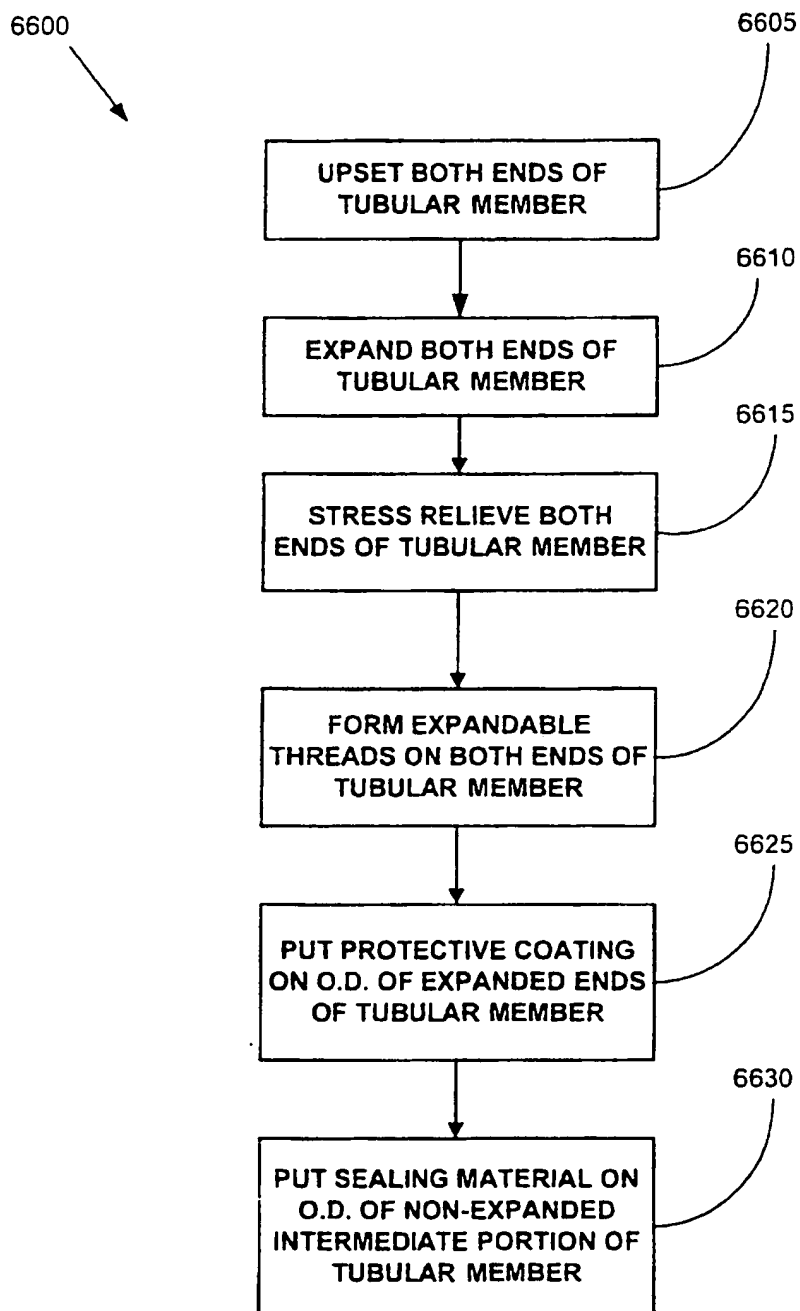 6600
6605
UPSET BOTH ENDS OF
TUBULAR MEMBER
6610
EXPAND BOTH ENDS OF
TUBULAR MEMBER
6615
STRESS RELIEVE BOTH
ENDS OF TUBULAR MEMBER
6620
FORM EXPANDABLE
THREADS ON BOTH ENDS OF
TUBULAR MEMBER
6625
PUT PROTECTIVE COATING
ON O.D. OF EXPANDED ENDS
OF TUBULAR MEMBER
6630
PUT SEALING MATERIAL ON
O.D. OF NON-EXPANDED
INTERMEDIATE PORTION OF
TUBULAR MEMBER